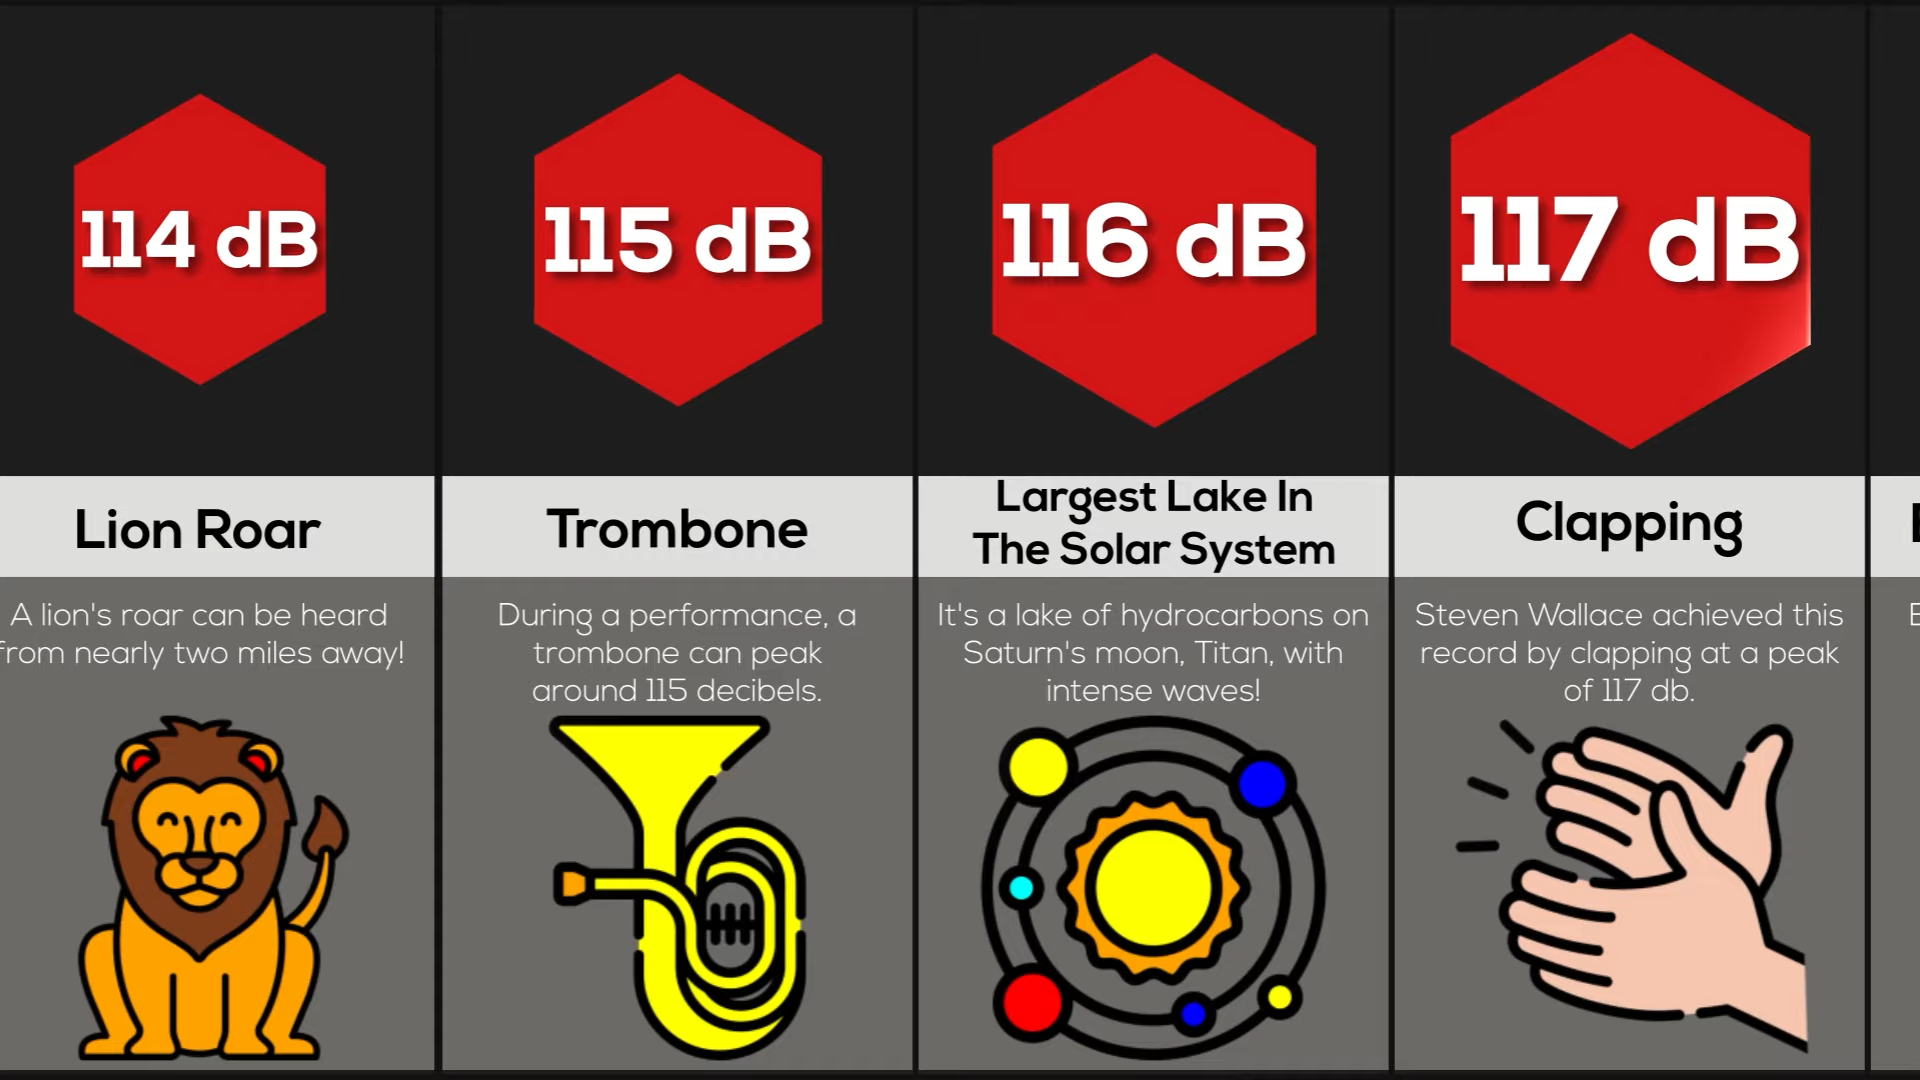 114 dB
Lion Roar
A lion's roar can be heard
from nearly two miles away!
115 dB
Trombone
During a performance, a
trombone can peak
around 115 decibels.
116 dB
Largest Lake In
The Solar System
It's a lake of hydrocarbons on
Saturn's moon, Titan, with
intense waves!
117 dB
Clapping
Steven Wallace achieved this
record by clapping at a peak
of 117 db.